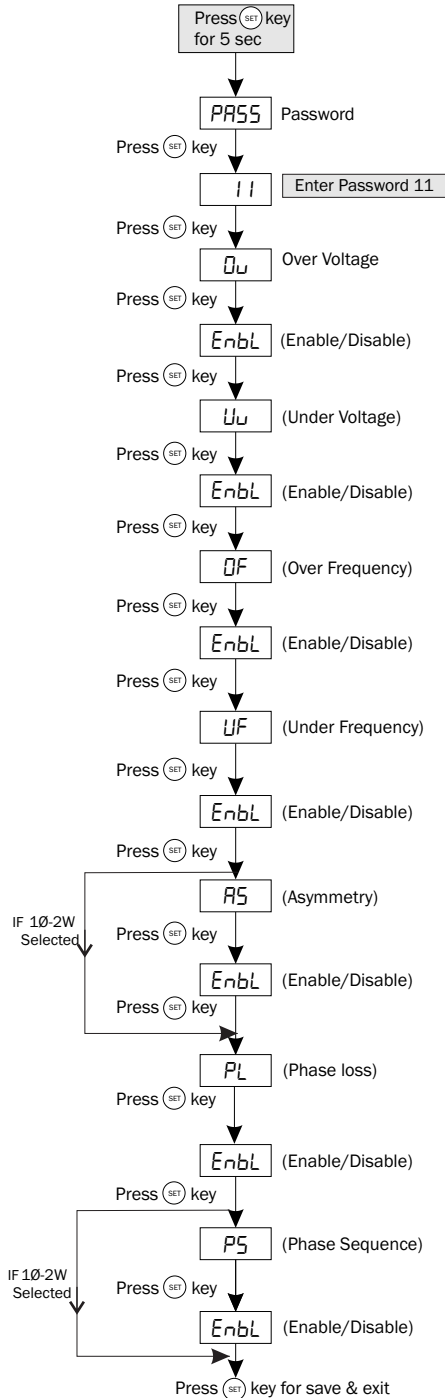 Press SET key
for 5 sec
PASS Password
Press SET key
11 Enter Password 11
Press SET key
Ou Over Voltage
Press SET key
EnbL (Enable/Disable)
Press SET key
Uu (Under Voltage)
Press SET key
EnbL (Enable/Disable)
Press SET key
OF (Over Frequency)
Press SET key
EnbL (Enable/Disable)
Press SET key
UF (Under Frequency)
Press SET key
EnbL (Enable/Disable)
Press SET key
AS (Asymmetry)
IF 1Ø-2W
Selected
Press SET key
EnbL (Enable/Disable)
Press SET key
PL (Phase loss)
Press SET key
EnbL (Enable/Disable)
Press SET key
PS (Phase Sequence)
IF 1Ø-2W
Selected
Press SET key
EnbL (Enable/Disable)
Press SET key for save & exit